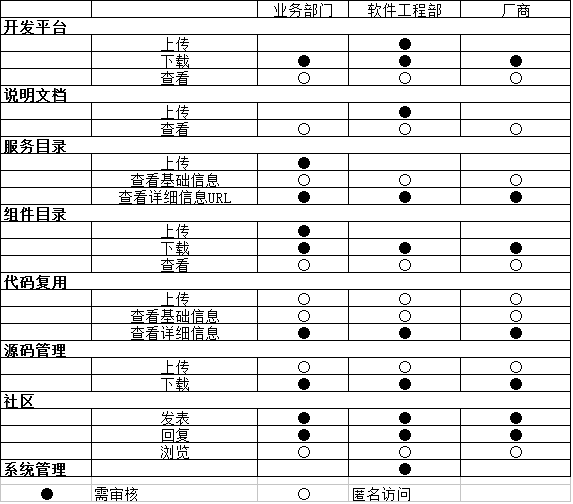 业务部门 软件工程部 厂商
开发平台
上传 ●
下载 ● ● ●
查看 ○ ○ ○
说明文档
上传 ●
查看 ○ ○ ○
服务目录
上传 ●
查看基础信息 ○ ○ ○
查看详细信息URL ● ● ●
组件目录
上传 ●
下载 ● ● ●
查看 ○ ○ ○
代码复用
上传 ○ ○ ○
查看基础信息 ○ ○ ○
查看详细信息 ● ● ●
源码管理
上传 ○ ○ ○
下载 ● ● ●
社区
发表 ● ● ●
回复 ● ● ●
浏览 ○ ○ ○
系统管理 ●
● 需审核 ○ 匿名访问